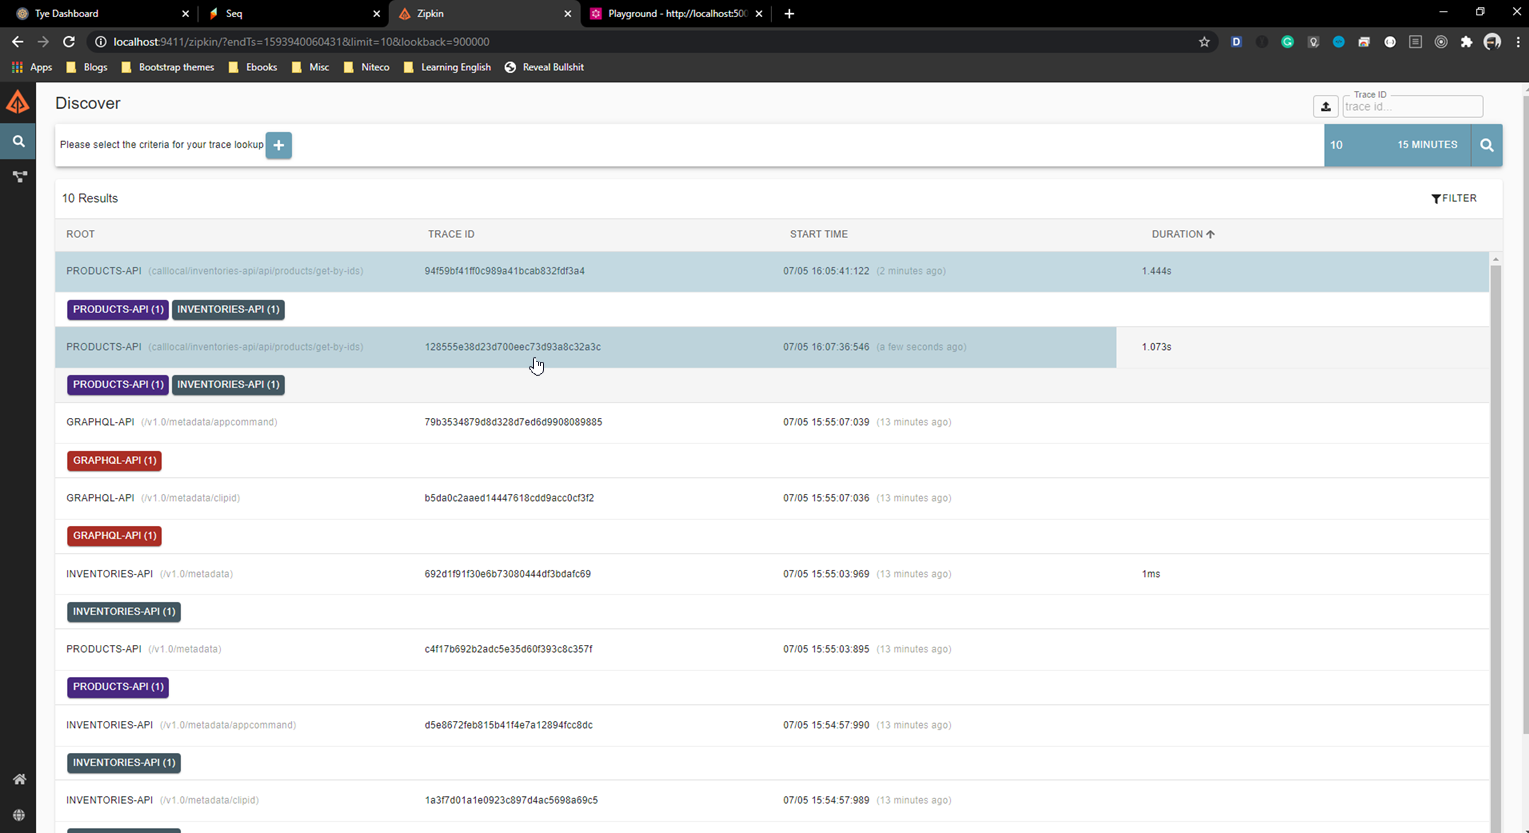 Tye Dashboard
Seq
Zipkin
Playground - http://localhost:500
localhost:9411/zipkin/?endTs=1593940060431&limit=10&lookback=900000
Apps Blogs Bootstrap themes Ebooks Misc Niteco Learning English Reveal Bullshit
Discover
Trace ID
trace id...
Please select the criteria for your trace lookup
10 15 MINUTES
10 Results
FILTER
ROOT TRACE ID START TIME DURATION
PRODUCTS-API (calllocal/inventories-api/api/products/get-by-ids) 94f59bf41ff0c989a41bcab832fdf3a4 07/05 16:05:41:122 (2 minutes ago) 1.444s
PRODUCTS-API (1) INVENTORIES-API (1)
PRODUCTS-API (calllocal/inventories-api/api/products/get-by-ids) 128555e38d23d700eec73d93a8c32a3c 07/05 16:07:36:546 (a few seconds ago) 1.073s
PRODUCTS-API (1) INVENTORIES-API (1)
GRAPHQL-API (/v1.0/metadata/appcommand) 79b3534879d8d328d7ed6d9908089885 07/05 15:55:07:039 (13 minutes ago)
GRAPHQL-API (1)
GRAPHQL-API (/v1.0/metadata/clipid) b5da0c2aaed14447618cdd9acc0cf3f2 07/05 15:55:07:036 (13 minutes ago)
GRAPHQL-API (1)
INVENTORIES-API (/v1.0/metadata) 692d1f91f30e6b73080444df3bdafc69 07/05 15:55:03:969 (13 minutes ago) 1ms
INVENTORIES-API (1)
PRODUCTS-API (/v1.0/metadata) c4f17b692b2adc5e35d60f393c8c357f 07/05 15:55:03:895 (13 minutes ago)
PRODUCTS-API (1)
INVENTORIES-API (/v1.0/metadata/appcommand) d5e8672feb815b41f4e7a12894fcc8dc 07/05 15:54:57:990 (13 minutes ago)
INVENTORIES-API (1)
INVENTORIES-API (/v1.0/metadata/clipid) 1a3f7d01a1e0923c897d4ac5698a69c5 07/05 15:54:57:989 (13 minutes ago)